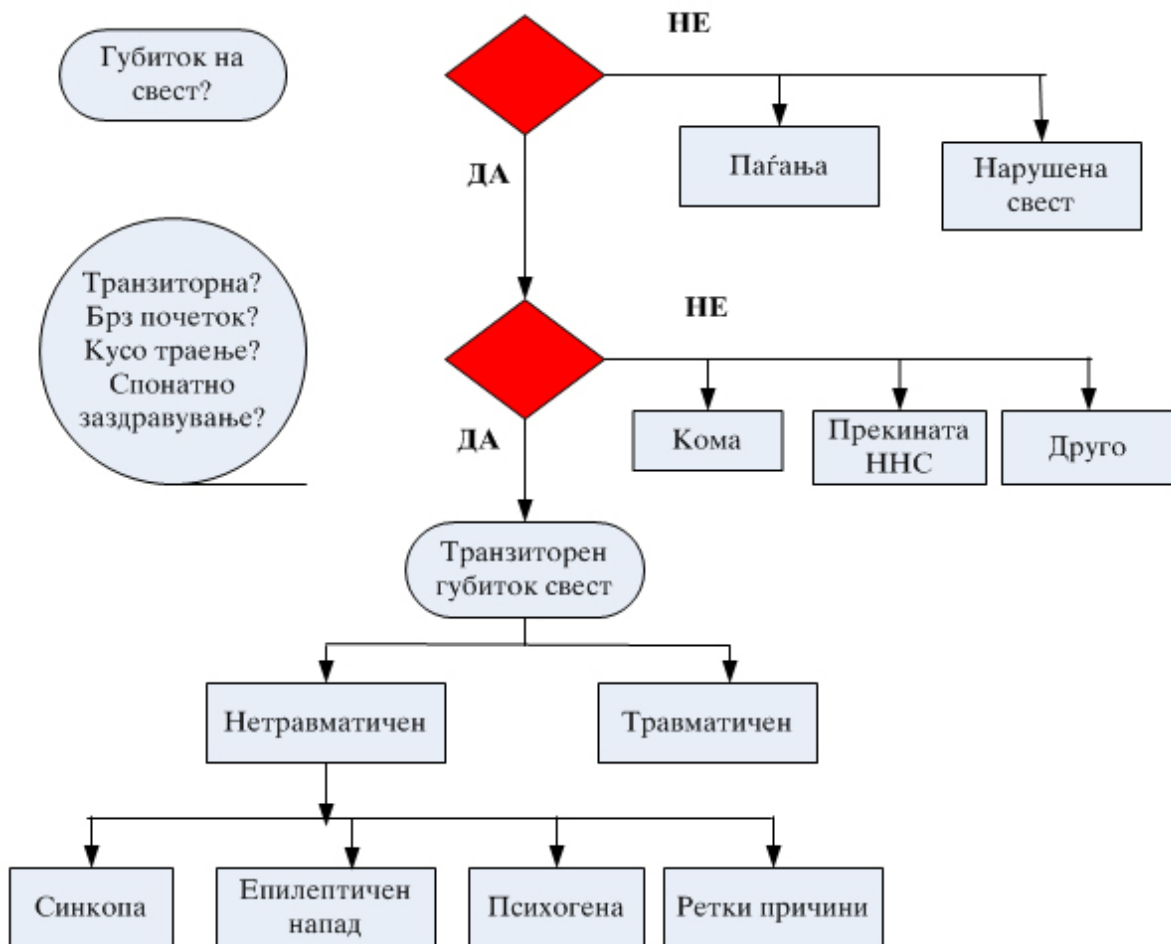 НЕ
Губиток на
свест?
ДА
Паѓања
Нарушена
свест
Транзиторна?
Брз почеток?
Кусо траење?
Спонатно
заздравување?
НЕ
ДА
Кома
Прекината
ННС
Друго
Транзиторен
губиток свест
Нетравматичен
Травматичен
Синкопа
Епилептичен
напад
Психогена
Ретки причини